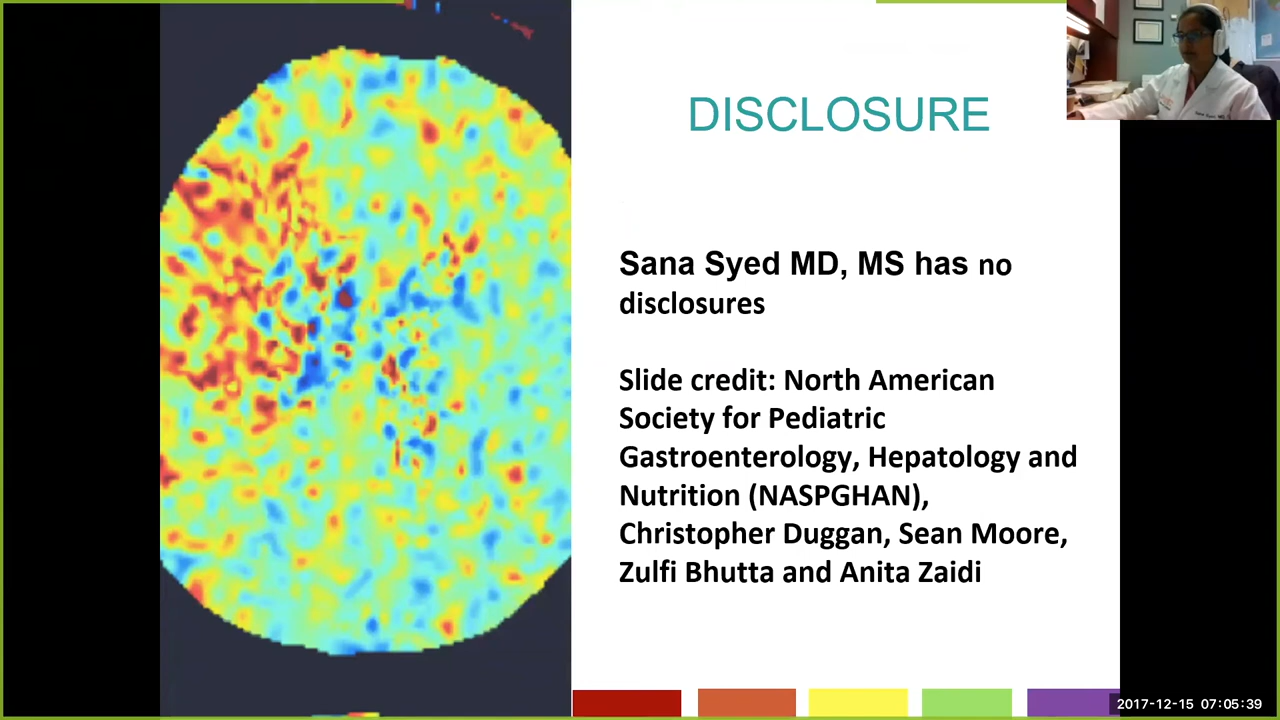 DISCLOSURE
Sana Syed MD, MS has no
disclosures
Slide credit: North American
Society for Pediatric
Gastroenterology, Hepatology and
Nutrition (NASPGHAN),
Christopher Duggan, Sean Moore,
Zulfi Bhutta and Anita Zaidi
2017-12-15 07:05:39